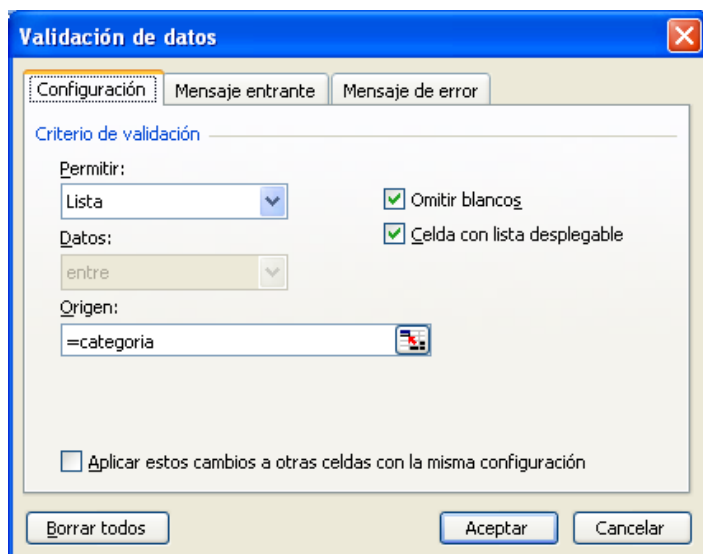 Validación de datos
Configuración
Mensaje entrante
Mensaje de error
Criterio de validación
Permitir:
Lista
Omitir blancos
Datos:
Celda con lista desplegable
entre
Origen:
=categoria
Aplicar estos cambios a otras celdas con la misma configuración
Borrar todos
Aceptar
Cancelar